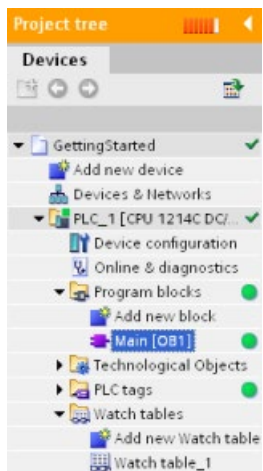 Project tree
Devices
GettingStarted
Add new device
Devices & Networks
PLC_1 [CPU 1214C DC/...
Device configuration
Online & diagnostics
Program blocks
Add new block
Main [OB1]
Technological Objects
PLC tags
Watch tables
Add new Watch table
Watch table_1